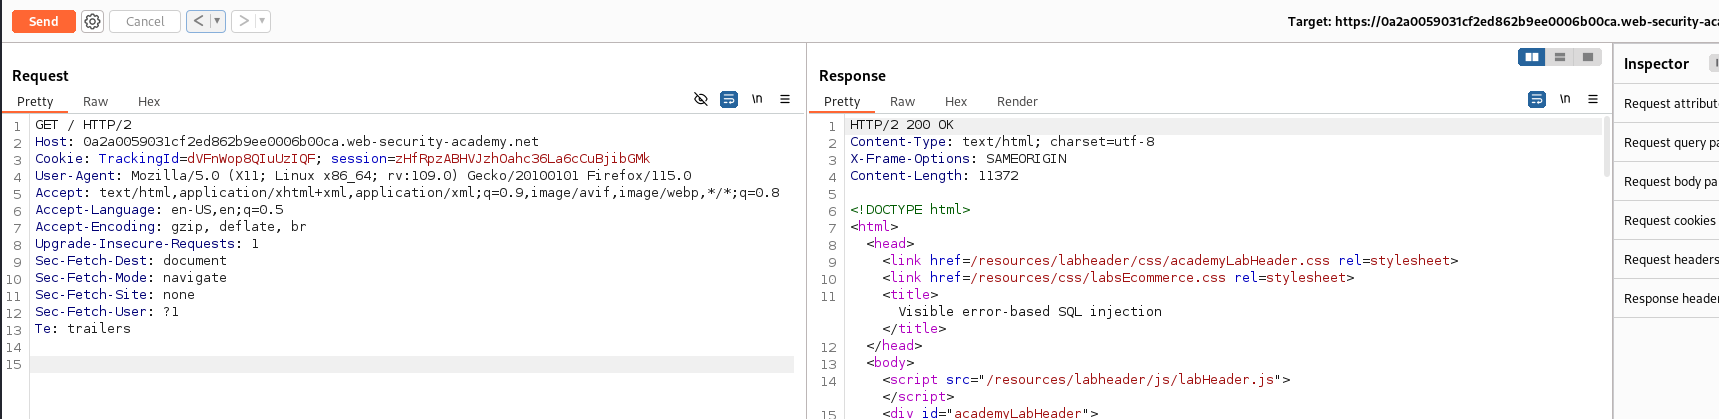 Send Cancel < ▾ > ▾ Target: https://0a2a0059031cf2ed862b9ee0006b00ca.web-security-aca
Request
Pretty Raw Hex \n
1 GET / HTTP/2
2 Host: 0a2a0059031cf2ed862b9ee0006b00ca.web-security-academy.net
3 Cookie: TrackingId=dVFnWop8QIuUzIQF; session=zHfRpzABHVJzhOahc36La6cCuBjibGMk
4 User-Agent: Mozilla/5.0 (X11; Linux x86_64; rv:109.0) Gecko/20100101 Firefox/115.0
5 Accept: text/html,application/xhtml+xml,application/xml;q=0.9,image/avif,image/webp,*/*;q=0.8
6 Accept-Language: en-US,en;q=0.5
7 Accept-Encoding: gzip, deflate, br
8 Upgrade-Insecure-Requests: 1
9 Sec-Fetch-Dest: document
10 Sec-Fetch-Mode: navigate
11 Sec-Fetch-Site: none
12 Sec-Fetch-User: ?1
13 Te: trailers
14
15
Response
Pretty Raw Hex Render \n
1 HTTP/2 200 OK
2 Content-Type: text/html; charset=utf-8
3 X-Frame-Options: SAMEORIGIN
4 Content-Length: 11372
5
6 <!DOCTYPE html>
7 <html>
8 <head>
9 <link href=/resources/labheader/css/academyLabHeader.css rel=stylesheet>
10 <link href=/resources/css/labsEcommerce.css rel=stylesheet>
11 <title>
Visible error-based SQL injection
</title>
12 </head>
13 <body>
14 <script src="/resources/labheader/js/labHeader.js">
</script>
15 <div id="academyLabHeader">
Inspector
Request attribut
Request query pa
Request body pa
Request cookies
Request headers
Response header